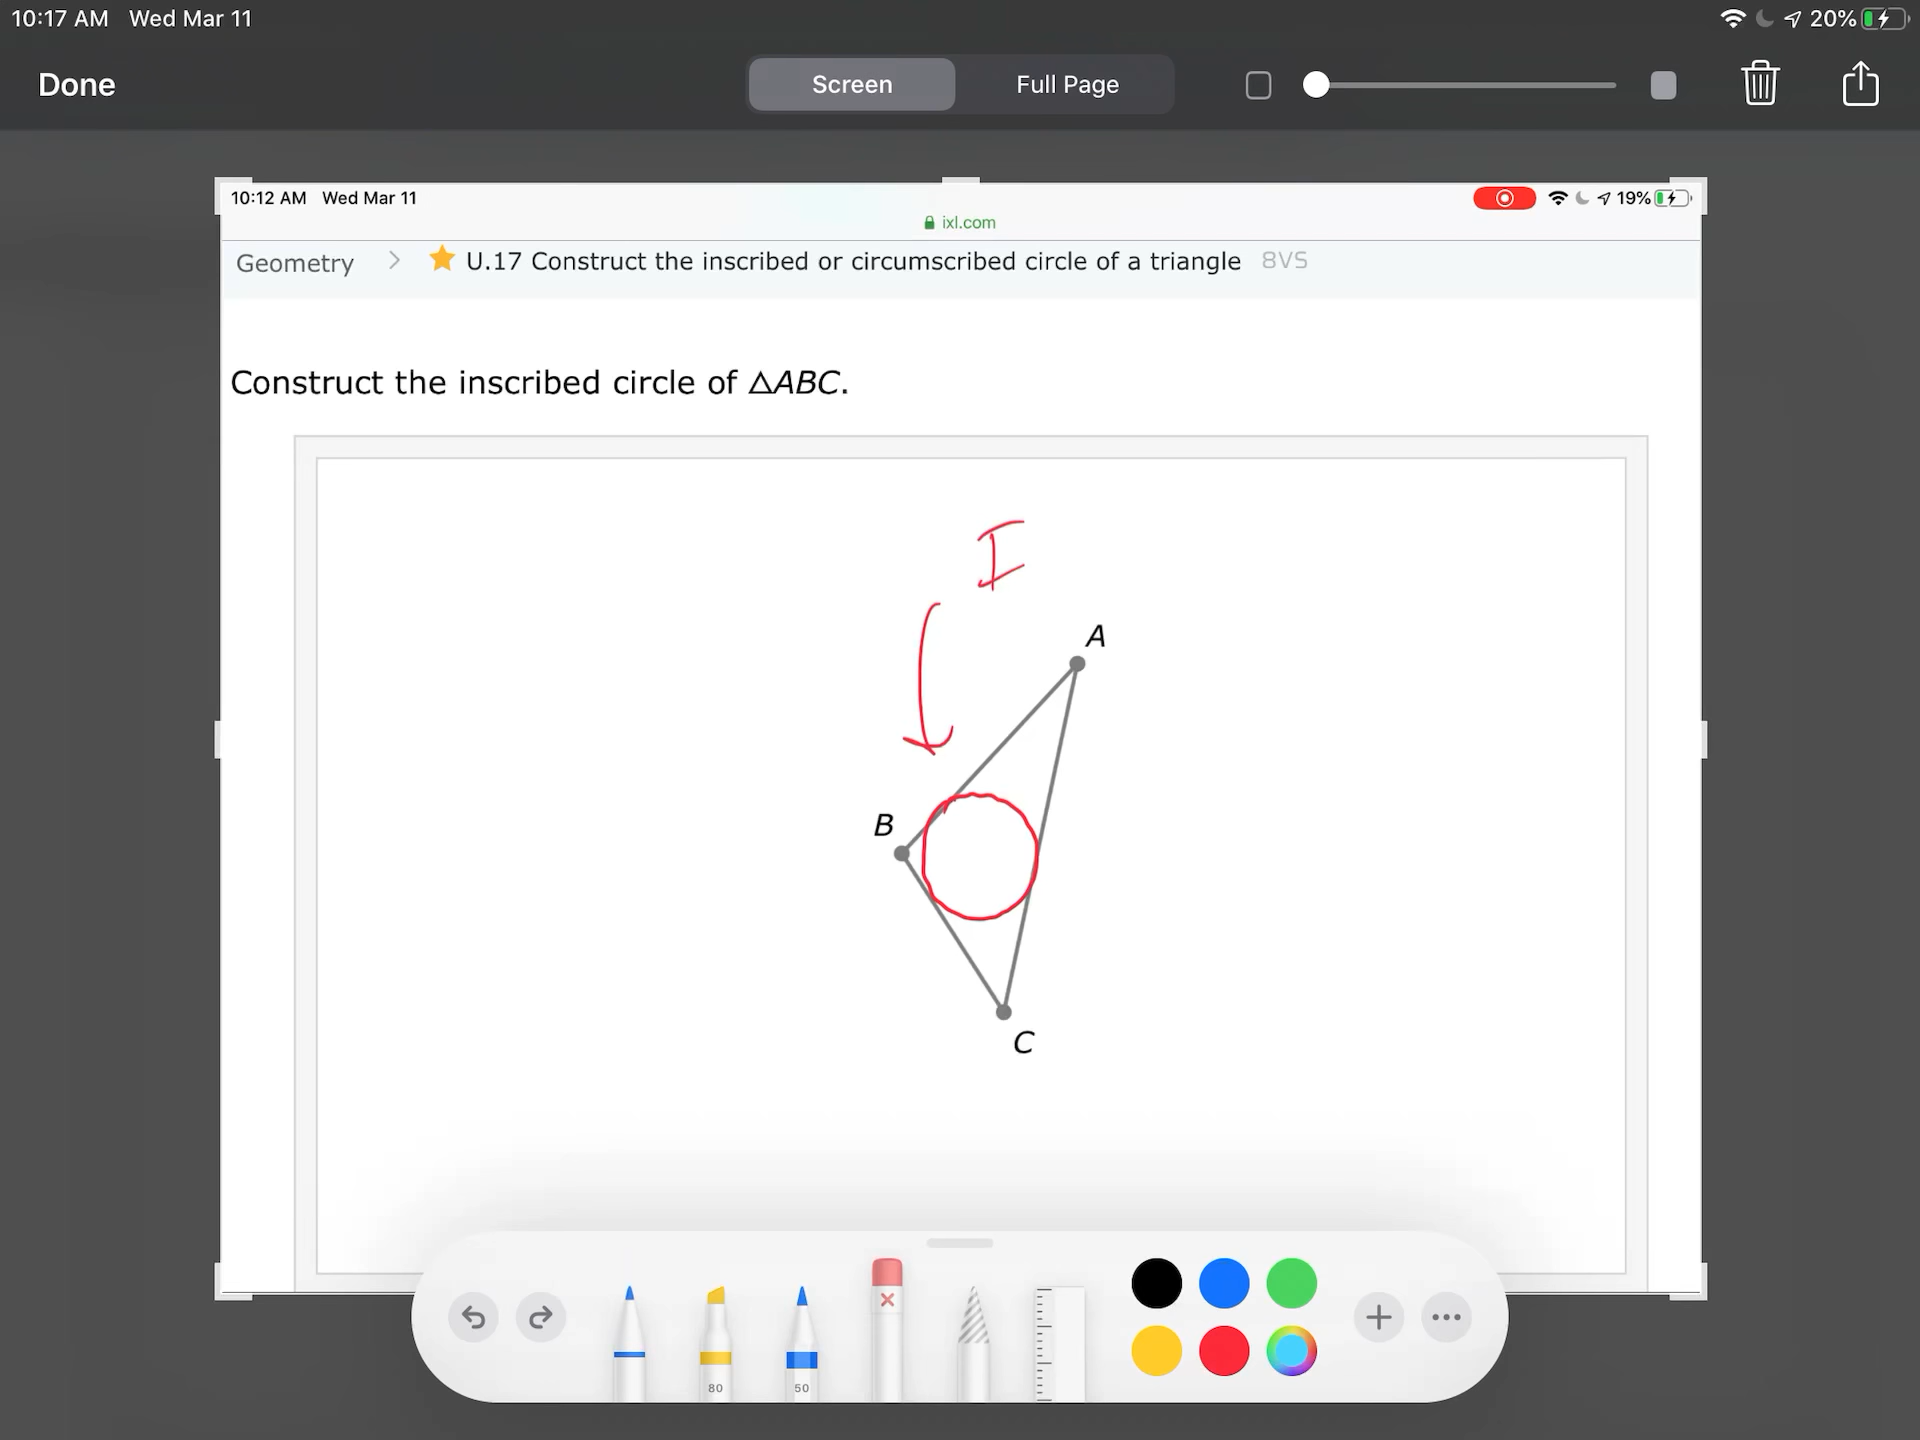 10:17 AM Wed Mar 11 20%
Done Screen Full Page
10:12 AM Wed Mar 11 19%
ixl.com
Geometry > U.17 Construct the inscribed or circumscribed circle of a triangle 8VS
Construct the inscribed circle of △ABC.
I
A
B
C
80 50